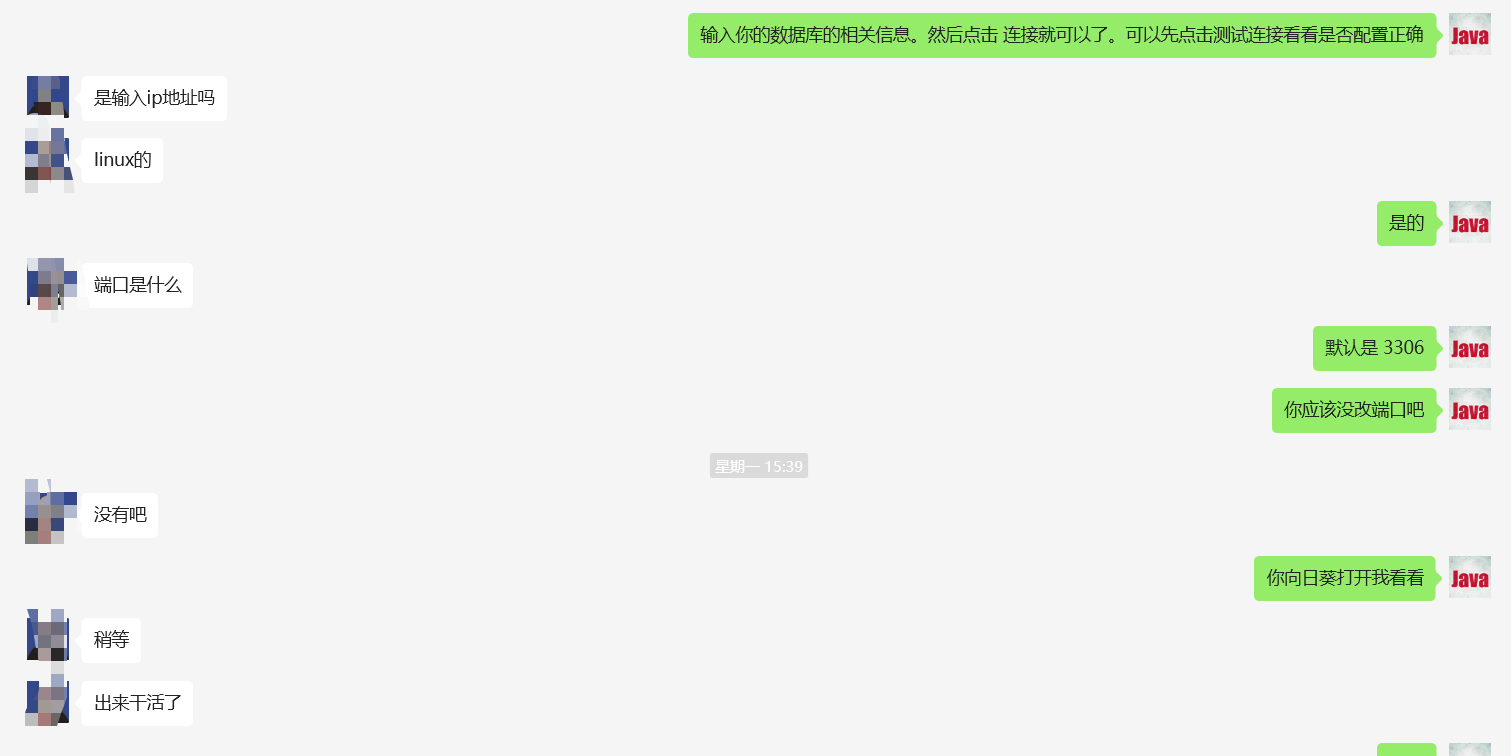 输入你的数据库的相关信息。然后点击 连接就可以了。可以先点击测试连接看看是否配置正确
Java
是输入ip地址吗
linux的
是的
Java
端口是什么
默认是 3306
Java
你应该没改端口吧
Java
星期一 15:39
没有吧
你向日葵打开我看看
Java
稍等
出来干活了